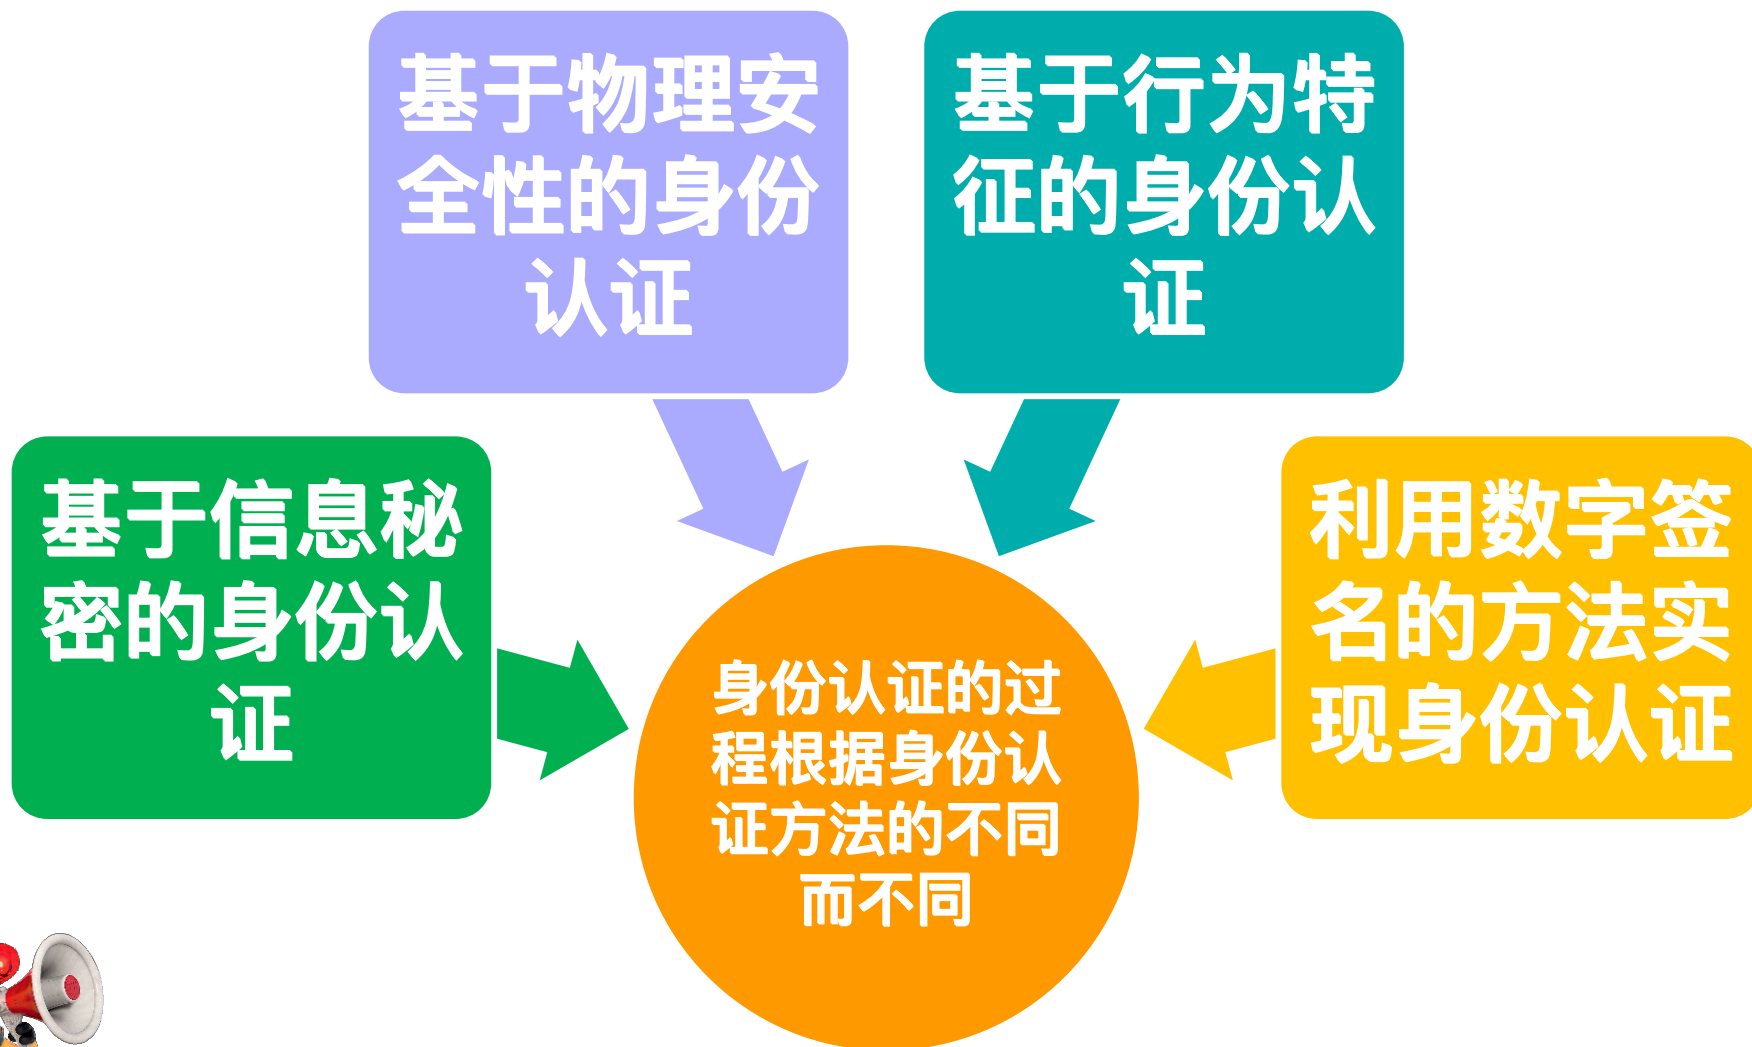 基于物理安
全性的身份
认证
基于行为特
征的身份认
证
基于信息秘
密的身份认
证
利用数字签
名的方法实
现身份认证
身份认证的过
程根据身份认
证方法的不同
而不同